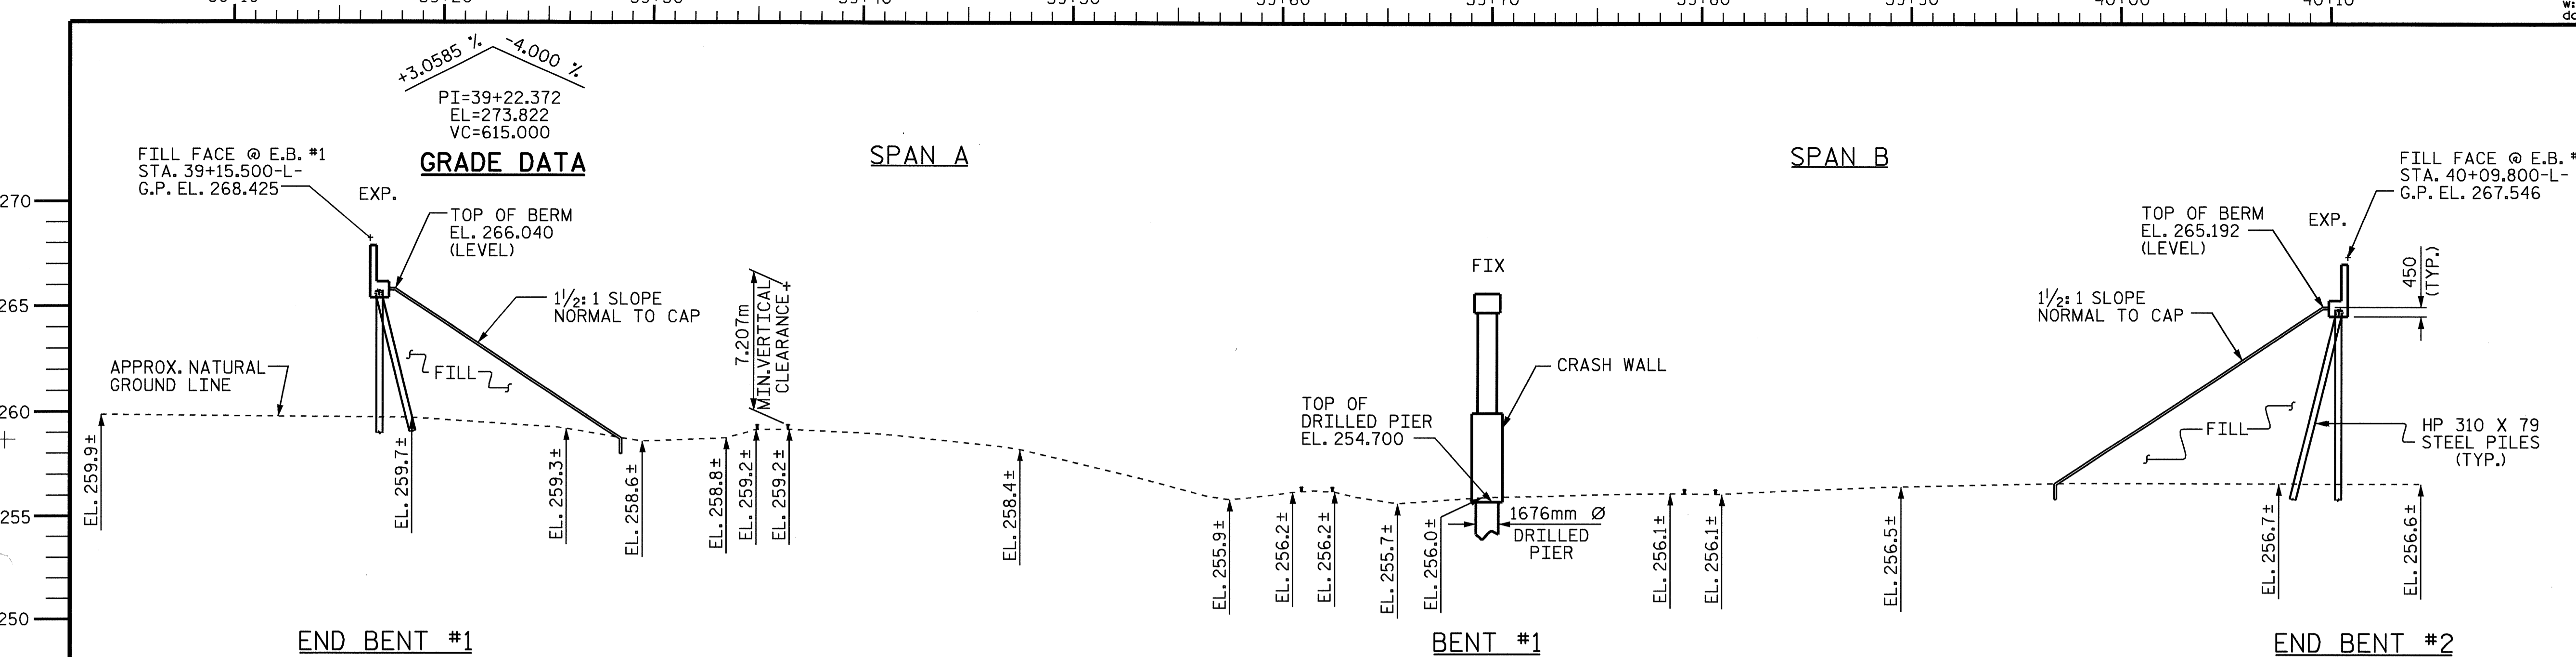 +3.0585 %
-4.000 %
PI=39+22.372
EL=273.822
VC=615.000
GRADE DATA
FILL FACE @ E.B. #1
STA. 39+15.500-L-
G.P. EL. 268.425
EXP.
TOP OF BERM
EL. 266.040
(LEVEL)
SPAN A
SPAN B
FILL FACE @ E.B. #
STA. 40+09.800-L-
G.P. EL. 267.546
EXP.
TOP OF BERM
EL. 265.192
(LEVEL)
450
(TYP.)
270
265
260
255
250
1½:1 SLOPE
NORMAL TO CAP
7.207m
MIN. VERTICAL
CLEARANCE
FIX
1½:1 SLOPE
NORMAL TO CAP
APPROX. NATURAL
GROUND LINE
FILL
CRASH WALL
TOP OF
DRILLED PIER
EL. 254.700
FILL
HP 310 X 79
STEEL PILES
(TYP.)
1676mm Ø
DRILLED
PIER
EL. 259.9±
EL. 259.7±
EL. 259.3±
EL. 258.6±
EL. 258.8±
EL. 259.2±
EL. 259.2±
EL. 258.4±
EL. 255.9±
EL. 256.2±
EL. 256.2±
EL. 255.7±
EL. 256.0±
EL. 256.1±
EL. 256.1±
EL. 256.5±
EL. 256.7±
EL. 256.6±
END BENT #1
BENT #1
END BENT #2